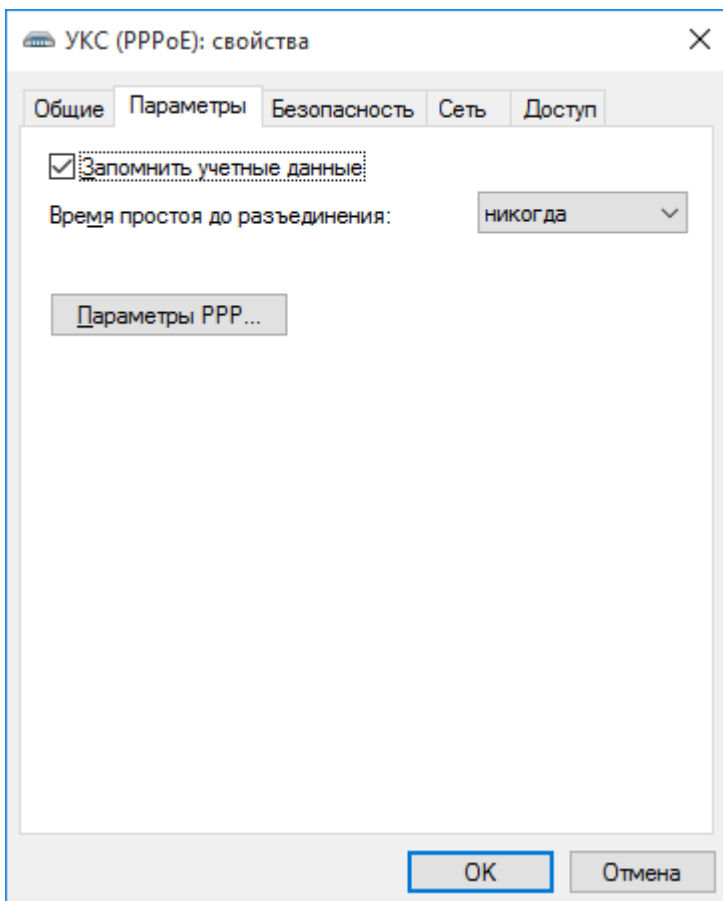 УКС (PPPoE): свойства
Общие Параметры Безопасность Сеть Доступ
Запомнить учетные данные
Время простоя до разъединения: никогда
Параметры PPP...
OK Отмена